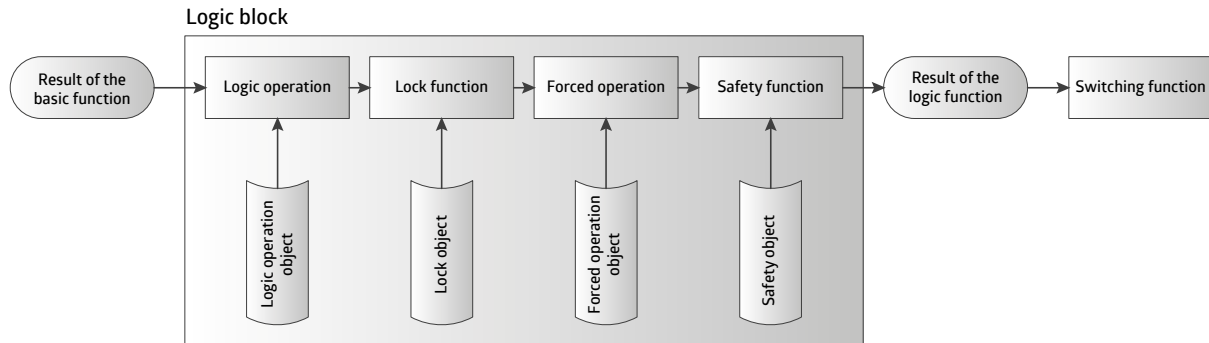 Logic block
Result of the
basic function
Logic operation
Lock function
Forced operation
Safety function
Result of the
logic function
Switching function
Logic operation
object
Lock object
Forced operation
object
Safety object